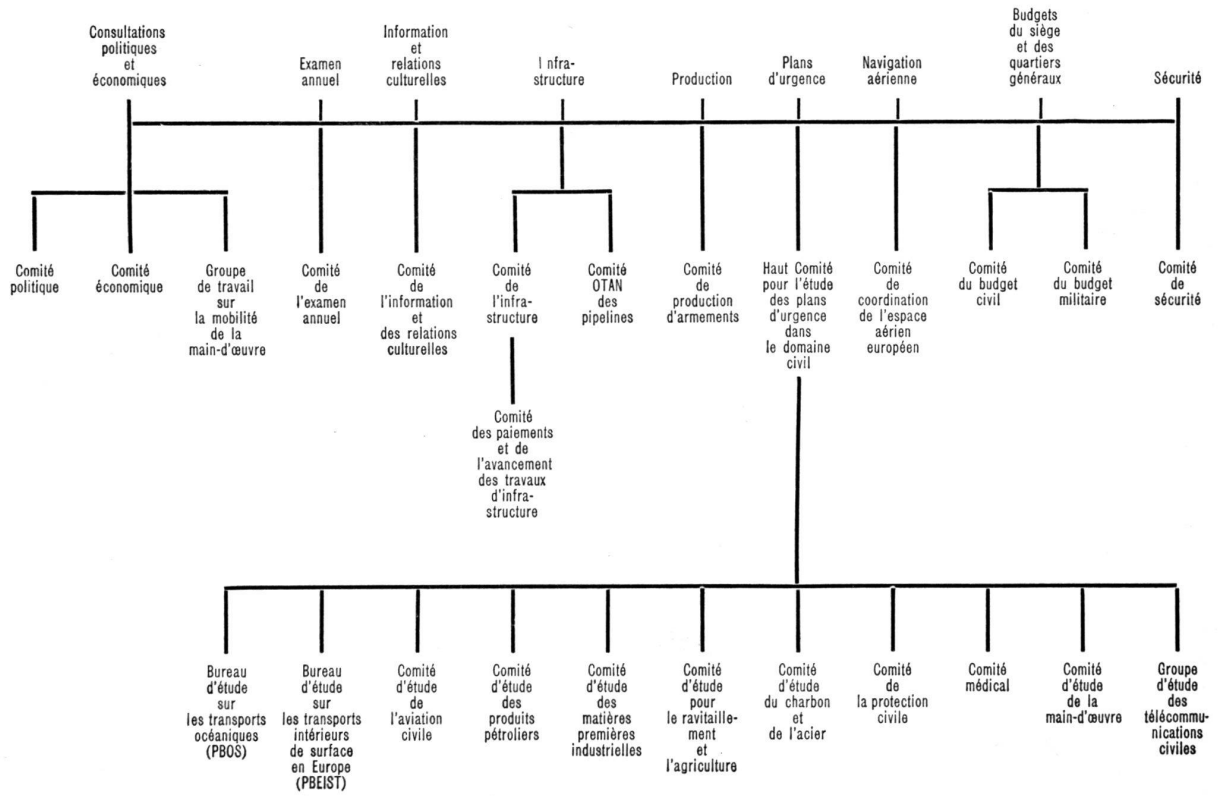 Consultations
politiques
et
économiques
Examen
annuel
Information
et
relations
culturelles
Infra-
structure
Production
Plans
d'urgence
Navigation
aérienne
Budgets
du siège
et des
quartiers
généraux
Sécurité
Comité
politique
Comité
économique
Groupe
de travail
sur
la mobilité
de la
main-d'œuvre
Comité
de
l'examen
annuel
Comité
de
l'information
et
des relations
culturelles
Comité
de
l'infra-
structure
Comité
OTAN
des
pipelines
Comité
de
production
d'armements
Haut Comité
pour l'étude
des plans
d'urgence
dans
le domaine
civil
Comité
de
coordination
de l'espace
aérien
européen
Comité
du budget
civil
Comité
du budget
militaire
Comité
de
sécurité
Comité
des paiements
et de
l'avancement
des travaux
d'infra-
structure
Bureau
d'étude
sur
les transports
océaniques
(PBOS)
Bureau
d'étude
sur
les transports
intérieurs
de surface
en Europe
(PBEIST)
Comité
d'étude
de
l'aviation
civile
Comité
d'étude
des
produits
pétroliers
Comité
d'étude
des
matières
premières
industrielles
Comité
d'étude
pour
le ravitaille-
ment
et
l'agriculture
Comité
d'étude
du charbon
et
de l'acier
Comité
de
la protection
civile
Comité
médical
Comité
d'étude
de la
main-d'œuvre
Groupe
d'étude
des
télécommu-
nications
civiles